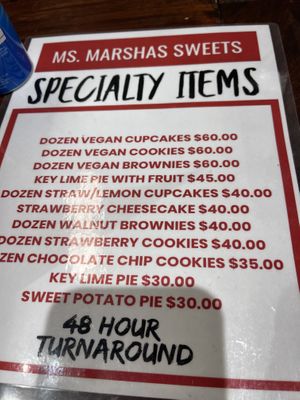 MS. MARSHAS SWEETS
SPECIALTY ITEMS
DOZEN VEGAN CUPCAKES $60.00
DOZEN VEGAN COOKIES $60.00
DOZEN VEGAN BROWNIES $60.00
KEY LIME PIE WITH FRUIT $45.00
DOZEN STRAW/LEMON CUPCAKES $40.00
STRAWBERRY CHEESECAKE $40.00
DOZEN WALNUT BROWNIES $40.00
DOZEN STRAWBERRY COOKIES $40.00
ZEN CHOCOLATE CHIP COOKIES $35.00
KEY LIME PIE $30.00
SWEET POTATO PIE $30.00
48 HOUR
TURNAROUND